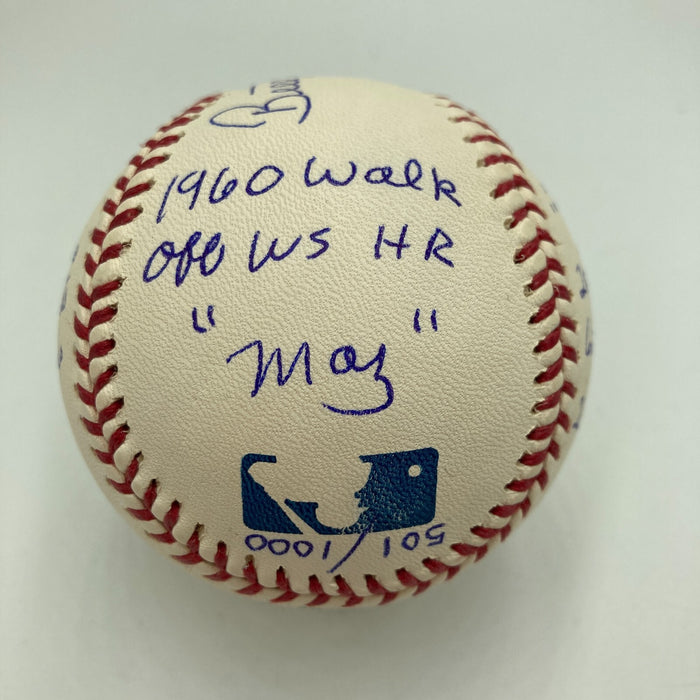 1960 Walk
off WS HR
"Maz"
501/1000